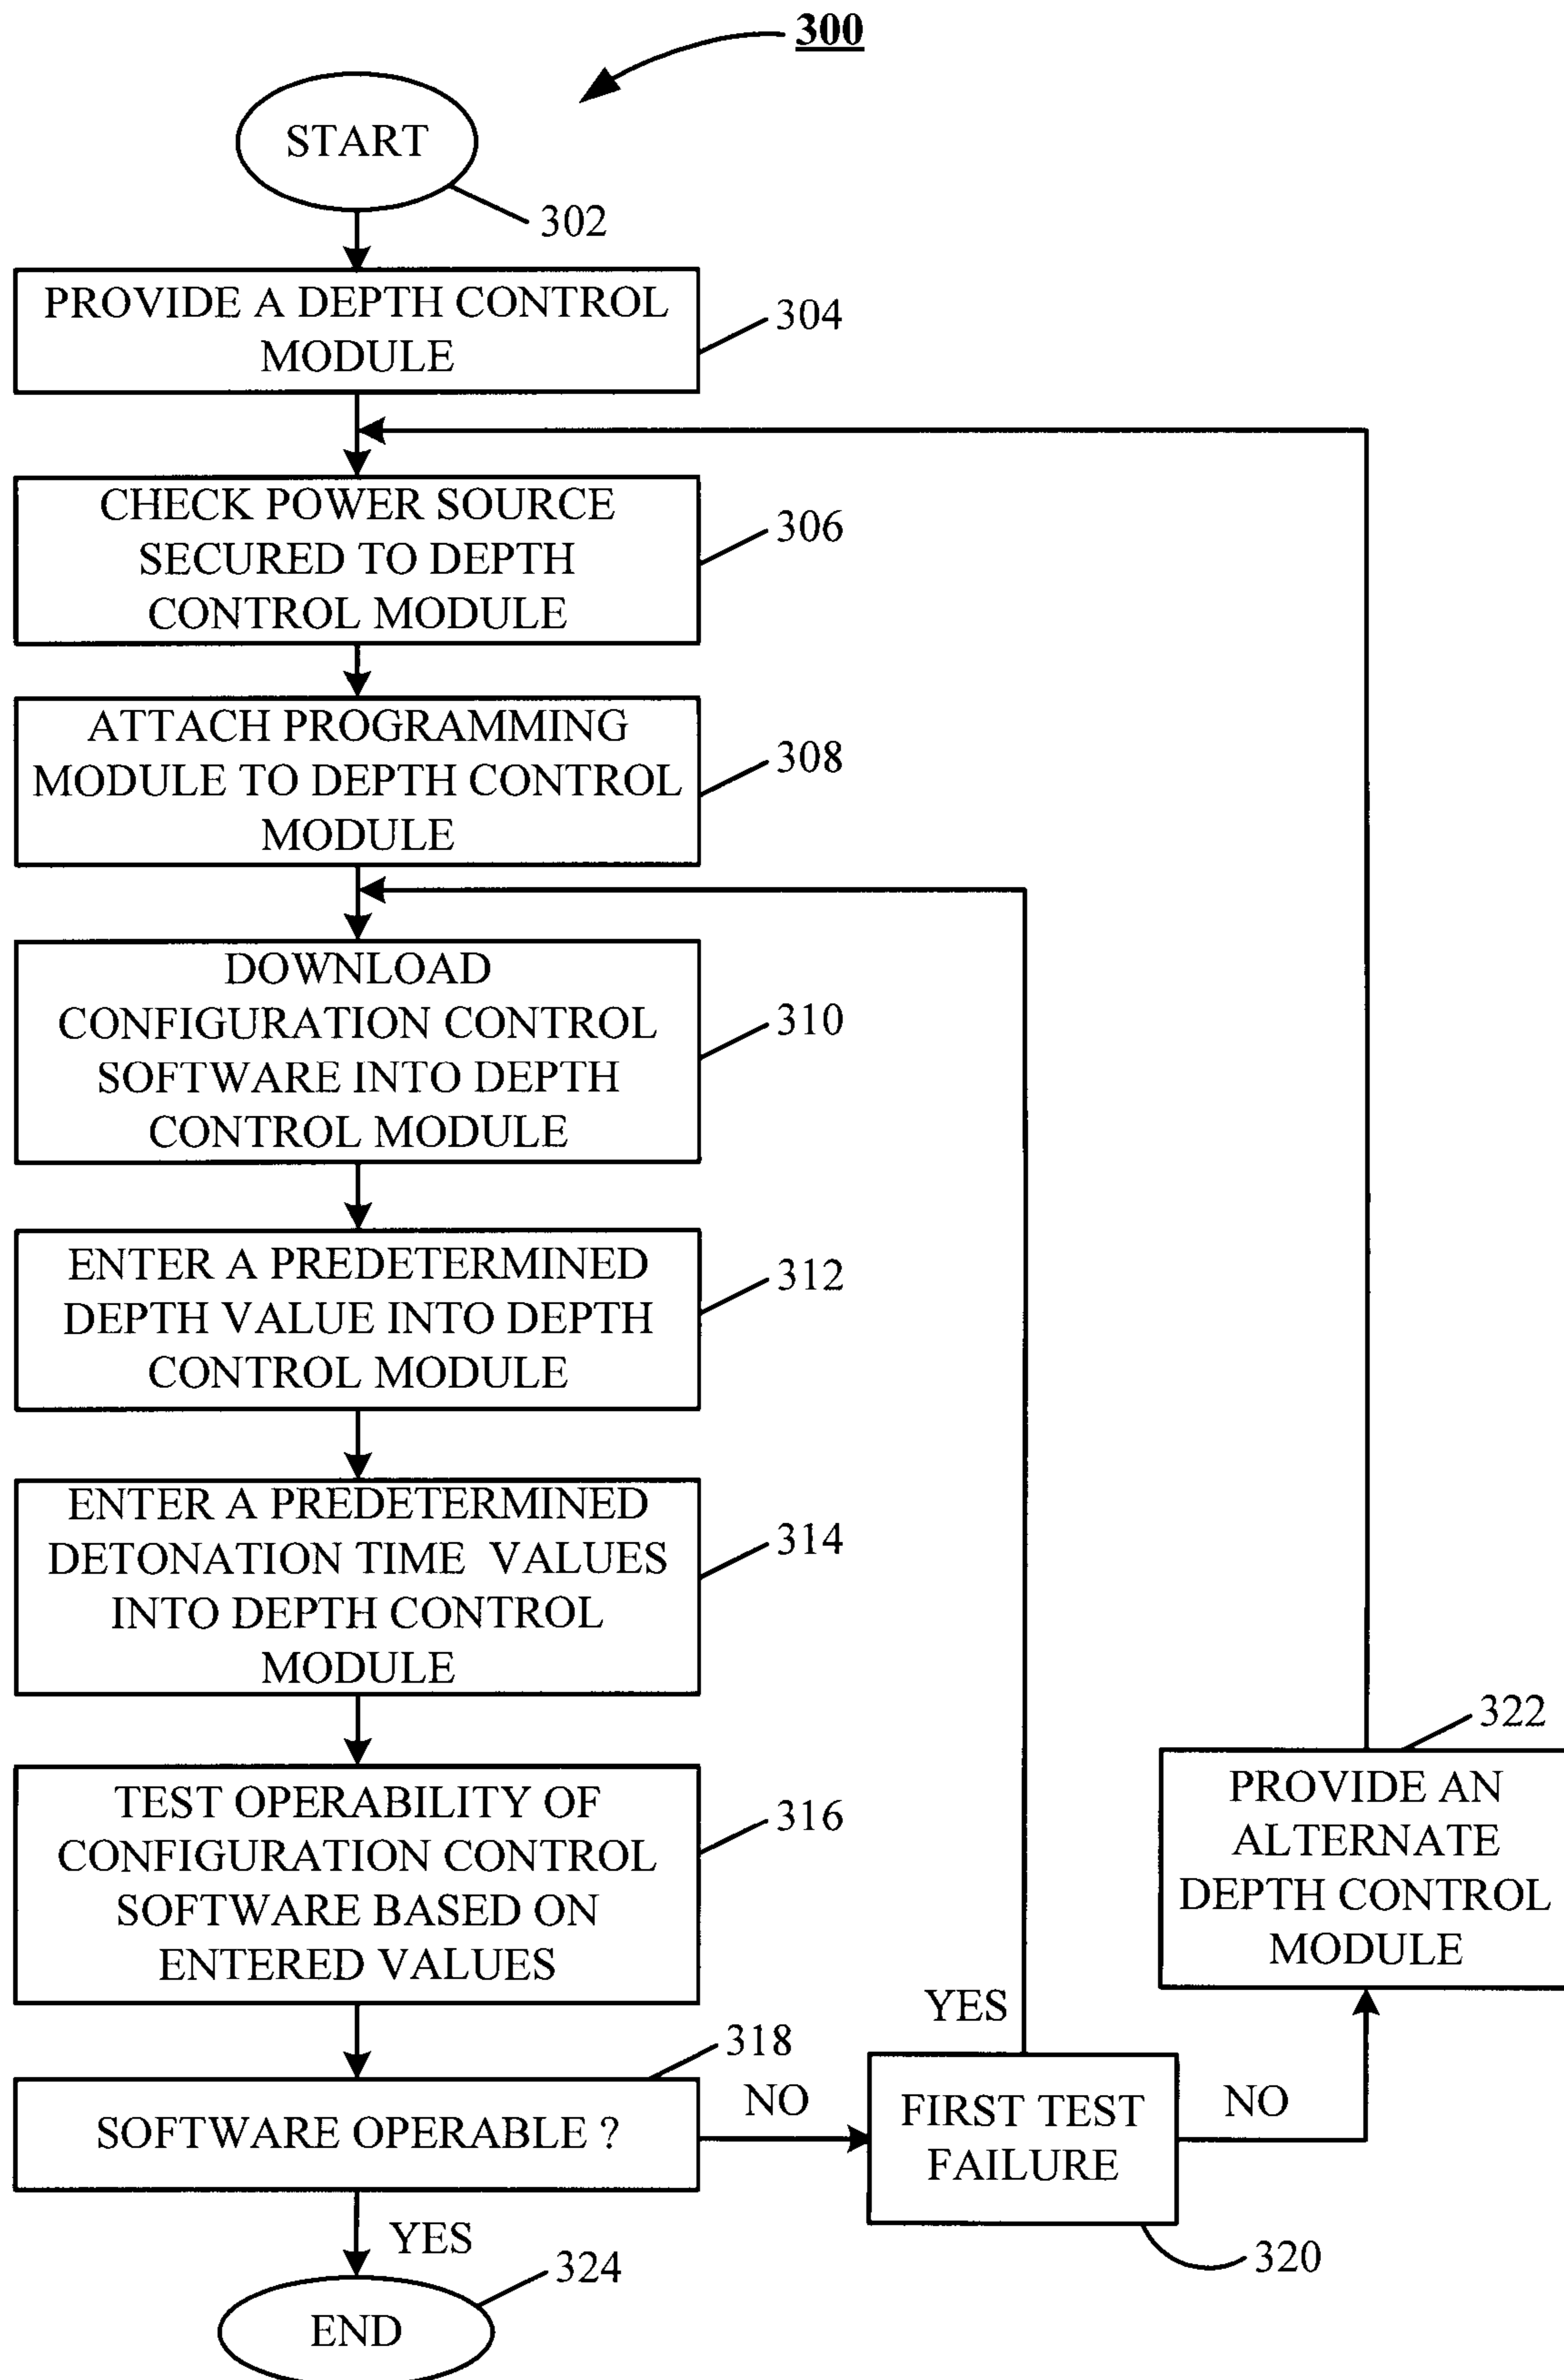 300
START
302
PROVIDE A DEPTH CONTROL
MODULE
304
CHECK POWER SOURCE
SECURED TO DEPTH
CONTROL MODULE
306
ATTACH PROGRAMMING
MODULE TO DEPTH CONTROL
MODULE
308
DOWNLOAD
CONFIGURATION CONTROL
SOFTWARE INTO DEPTH
CONTROL MODULE
310
ENTER A PREDETERMINED
DEPTH VALUE INTO DEPTH
CONTROL MODULE
312
ENTER A PREDETERMINED
DETONATION TIME VALUES
INTO DEPTH CONTROL
MODULE
314
TEST OPERABILITY OF
CONFIGURATION CONTROL
SOFTWARE BASED ON
ENTERED VALUES
316
322
PROVIDE AN
ALTERNATE
DEPTH CONTROL
MODULE
YES
318
SOFTWARE OPERABLE ?
NO
FIRST TEST
FAILURE
NO
320
YES
324
END